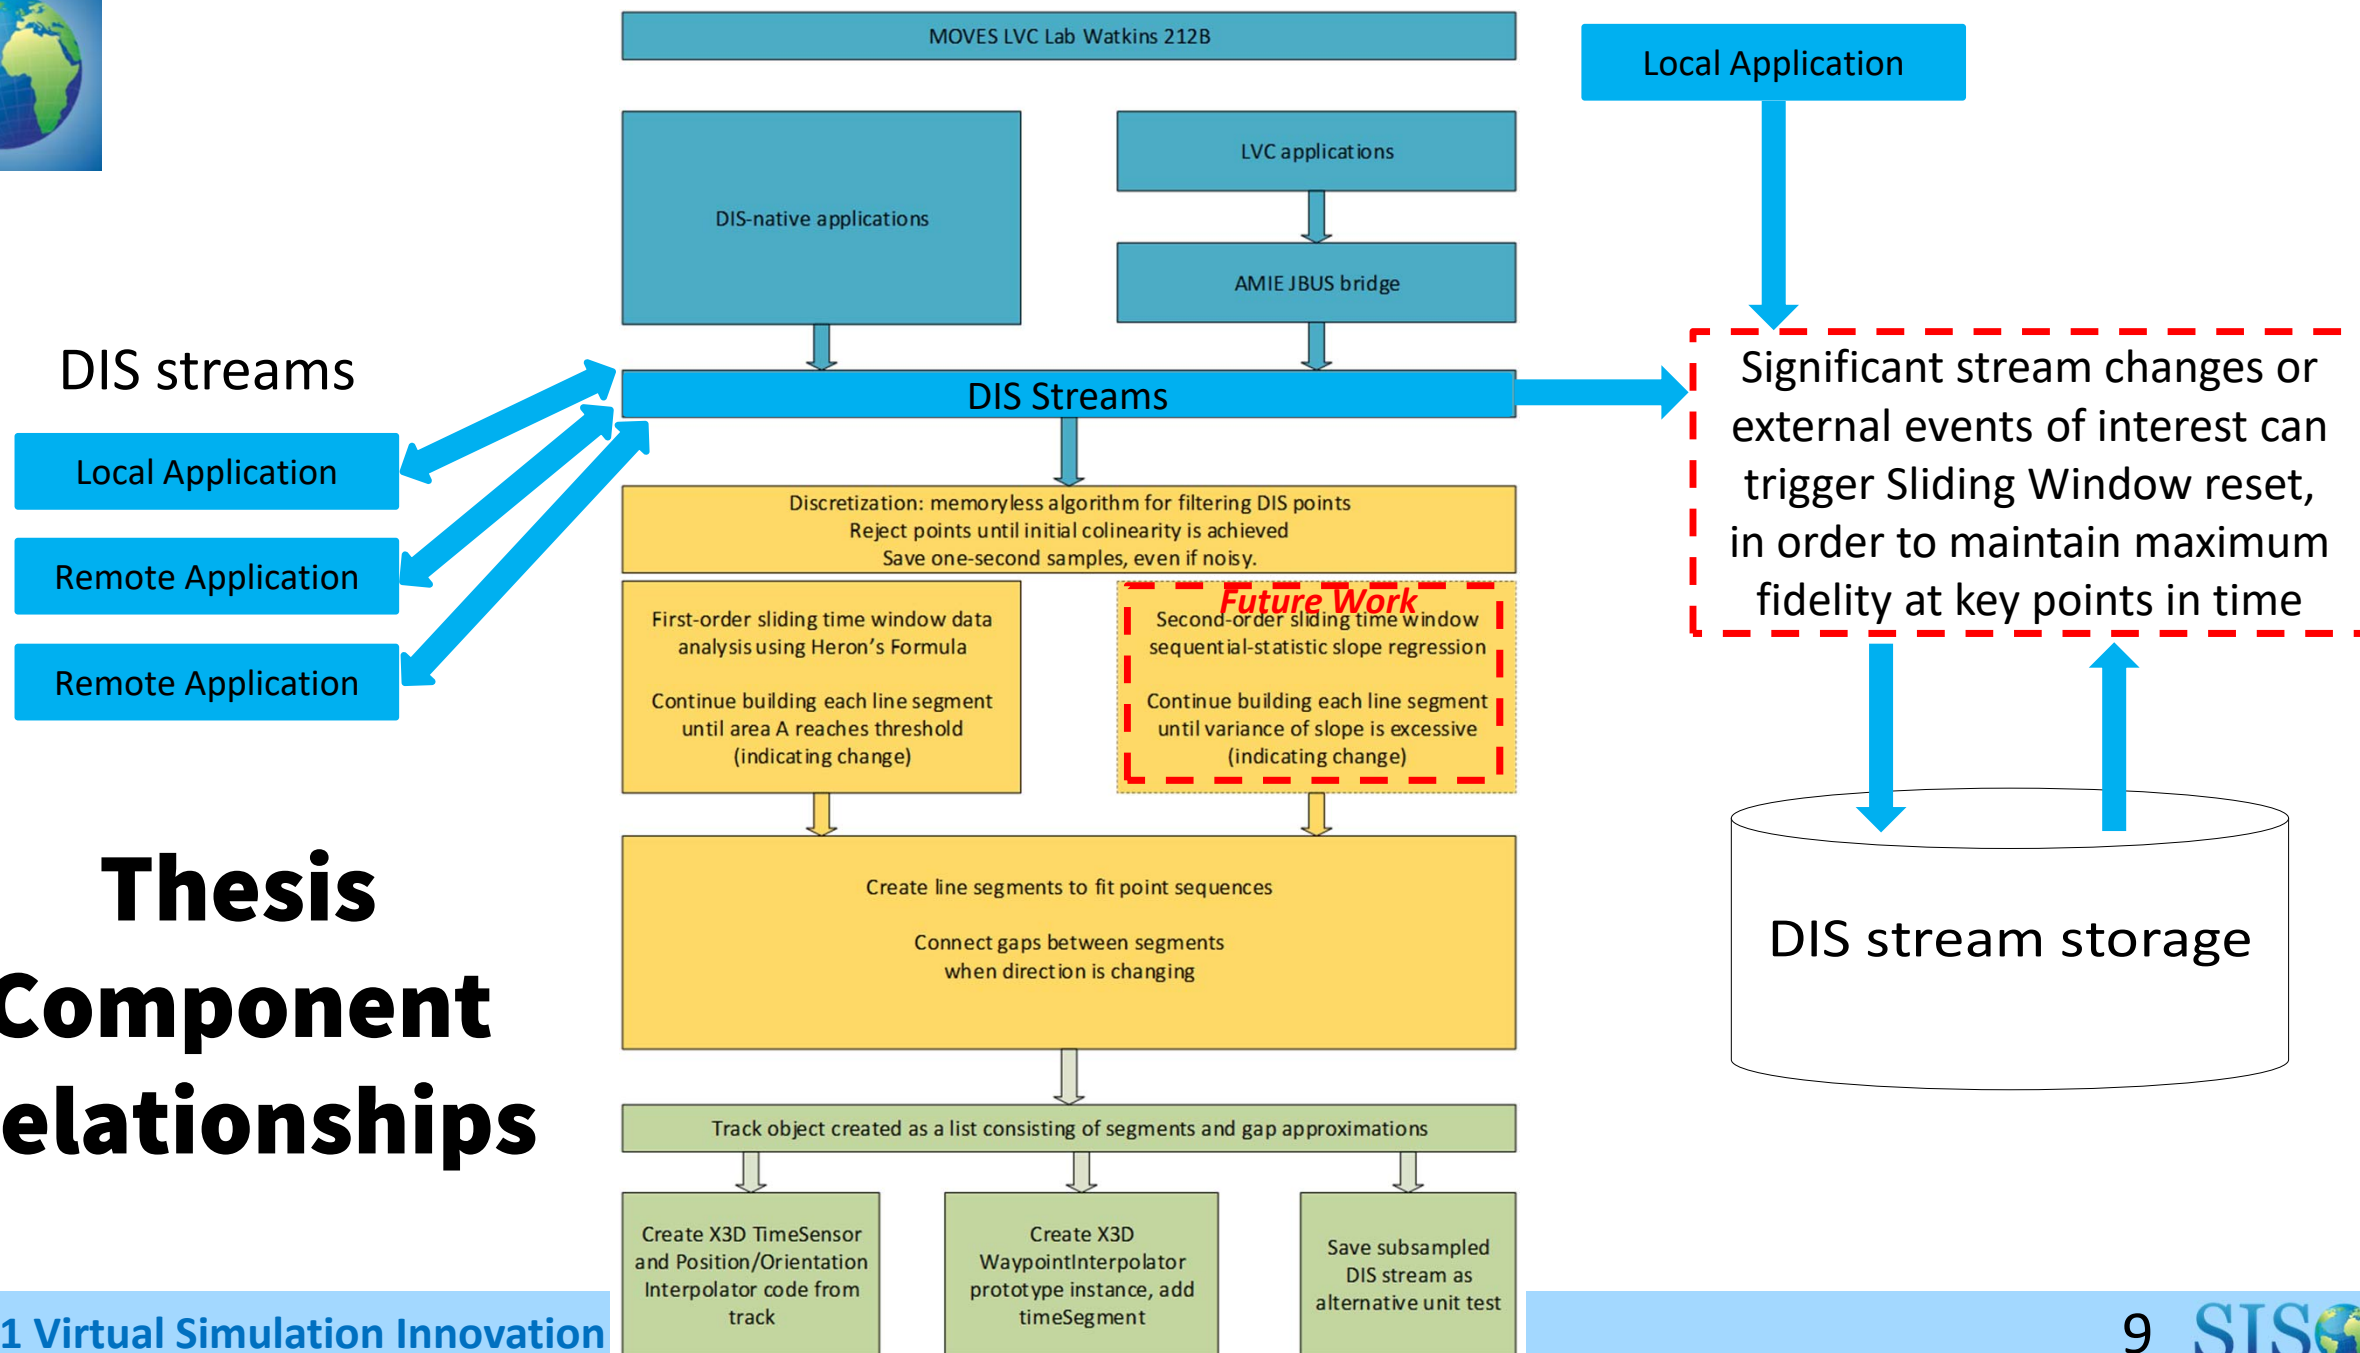 MOVES LVC Lab Watkins 212B
Local Application
DIS-native applications
LVC applications
AMIE JBUS bridge
DIS streams
Local Application
Remote Application
Remote Application
DIS Streams
Significant stream changes or
external events of interest can
trigger Sliding Window reset,
in order to maintain maximum
fidelity at key points in time
Discretization: memoryless algorithm for filtering DIS points
Reject points until initial colinearity is achieved
Save one-second samples, even if noisy.
First-order sliding time window data
analysis using Heron's Formula
Continue building each line segment
until area A reaches threshold
(indicating change)
Future Work
Second-order sliding time window
sequential-statistic slope regression
Continue building each line segment
until variance of slope is excessive
(indicating change)
Create line segments to fit point sequences
Connect gaps between segments
when direction is changing
DIS stream storage
Thesis
Component
elationships
Track object created as a list consisting of segments and gap approximations
Create X3D TimeSensor
and Position/Orientation
Interpolator code from
track
Create X3D
WaypointInterpolator
prototype instance, add
timeSegment
Save subsampled
DIS stream as
alternative unit test
1 Virtual Simulation Innovation
9
SISO